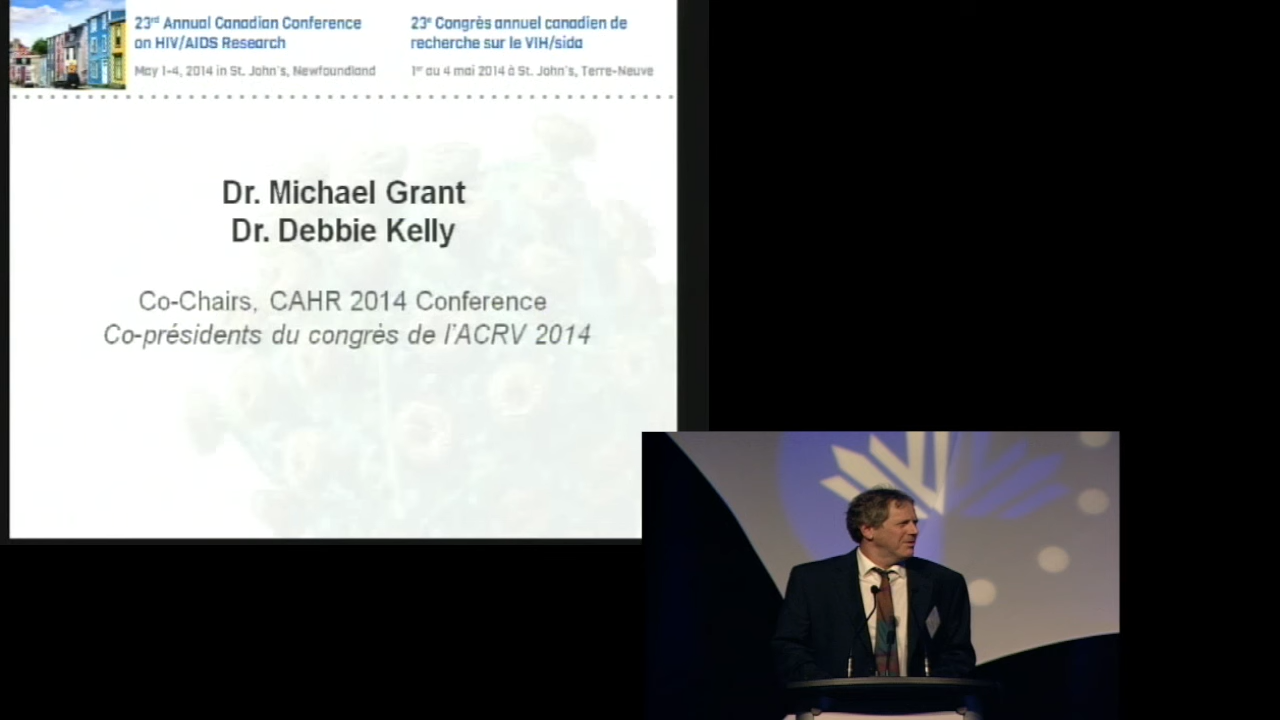 23rd Annual Canadian Conference
on HIV/AIDS Research
May 1-4, 2014 in St. John's, Newfoundland
23e Congrès annuel canadien de
recherche sur le VIH/sida
1er au 4 mai 2014 à St. John's, Terre-Neuve
Dr. Michael Grant
Dr. Debbie Kelly
Co-Chairs, CAHR 2014 Conference
Co-présidents du congrès de l'ACRV 2014